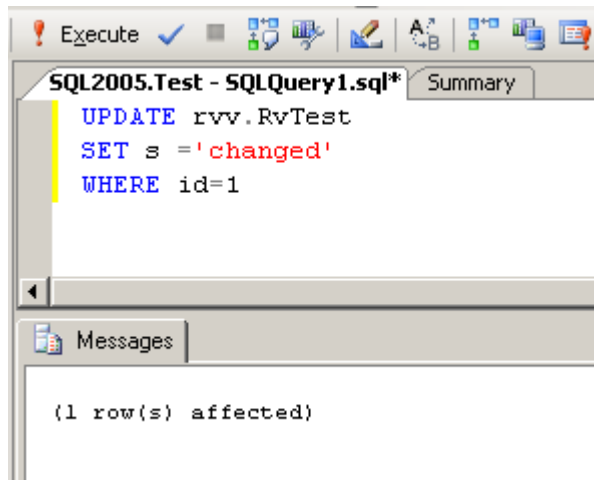 Execute
SQL2005.Test - SQLQuery1.sql* Summary
UPDATE rvv.RvTest
SET s ='changed'
WHERE id=1
Messages
(1 row(s) affected)